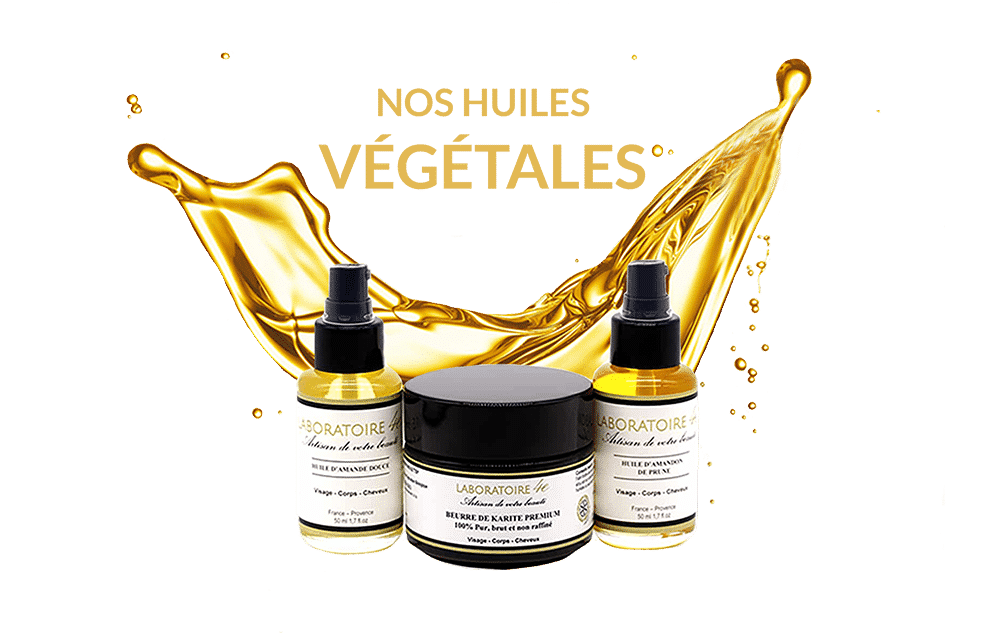 NOS HUILES
VÉGÉTALES
LABORATOIRE 4e
Artisan de votre beauté
HUILE D'AMANDE DOUCE
Visage - Corps - Cheveux
France – Provence
50 ml 1,7 fl.oz
LABORATOIRE 4e
Artisan de votre beauté
BEURRE DE KARITE PREMIUM
100% Pur, brut et non raffiné
Visage - Corps - Cheveux
LABORATOIRE 4e
Artisan de votre beauté
HUILE D'AMANDON
DE PRUNE
Visage - Corps - Cheveux
France – Provence
50 ml 1,7 fl.oz